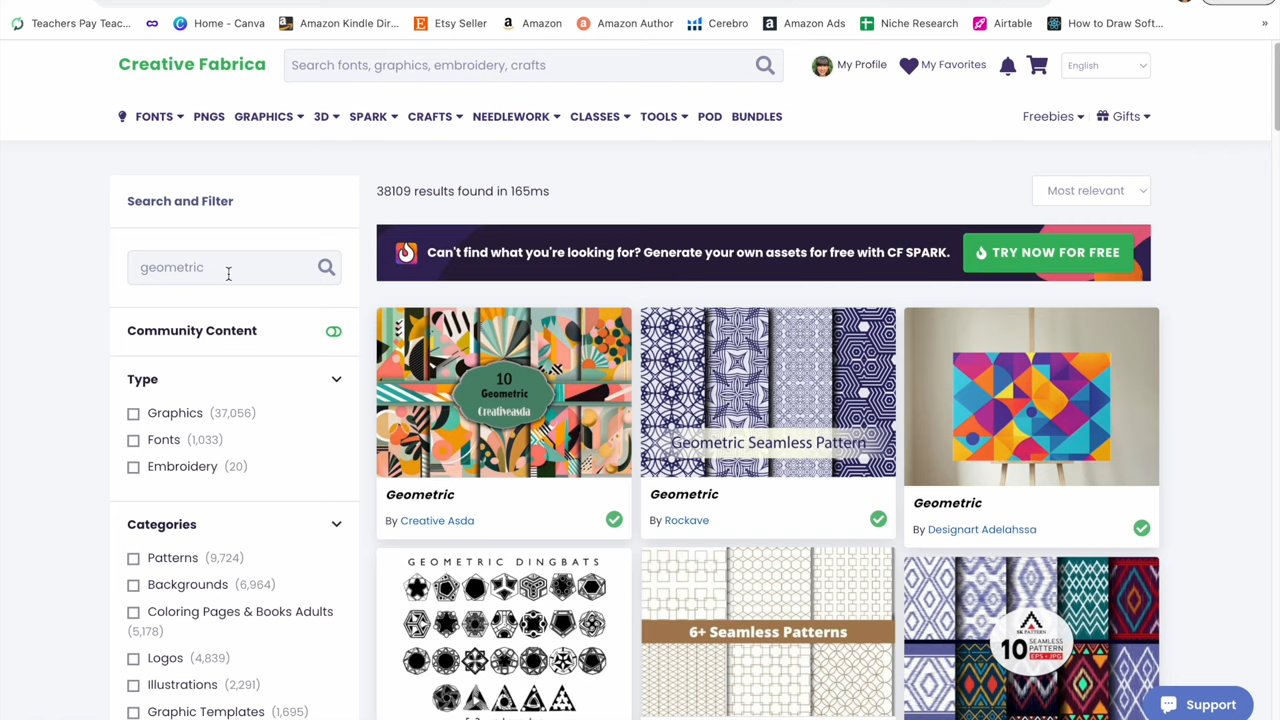 Teachers Pay Teac...
Home - Canva
Amazon Kindle Dir...
Etsy Seller
Amazon
Amazon Author
Cerebro
Amazon Ads
Niche Research
Airtable
How to Draw Soft...
»
Creative Fabrica
Search fonts, graphics, embroidery, crafts
My Profile
My Favorites
English
FONTS
PNGS
GRAPHICS
3D
SPARK
CRAFTS
NEEDLEWORK
CLASSES
TOOLS
POD
BUNDLES
Freebies
Gifts
Search and Filter
geometric
Community Content
Type
Graphics (37,056)
Fonts (1,033)
Embroidery (20)
Categories
Patterns (9,724)
Backgrounds (6,964)
Coloring Pages & Books Adults
(5,178)
Logos (4,839)
Illustrations (2,291)
Graphic Templates (1,695)
38109 results found in 165ms
Most relevant
Can't find what you're looking for? Generate your own assets for free with CF SPARK.
TRY NOW FOR FREE
10
Geometric
Creativeasda
Geometric
By Creative Asda
Geometric Seamless Pattern
Geometric
By Rockave
Geometric
By Designart Adelahssa
GEOMETRIC DINGBATS
6+ Seamless Patterns
SK PATTERN
10 SEAMLESS
PATTERN
EPS + JPG
Support